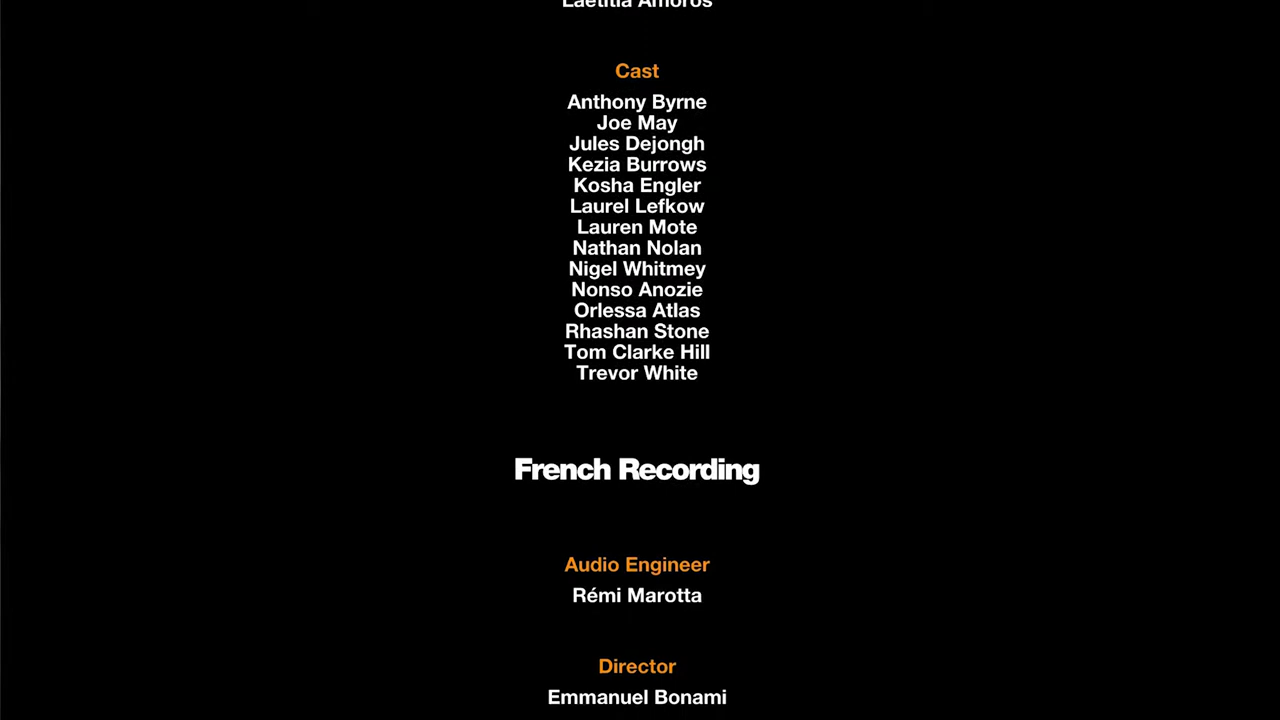 Laetitia Amoros
Cast
Anthony Byrne
Joe May
Jules Dejongh
Kezia Burrows
Kosha Engler
Laurel Lefkow
Lauren Mote
Nathan Nolan
Nigel Whitmey
Nonso Anozie
Orlessa Atlas
Rhashan Stone
Tom Clarke Hill
Trevor White
French Recording
Audio Engineer
Rémi Marotta
Director
Emmanuel Bonami